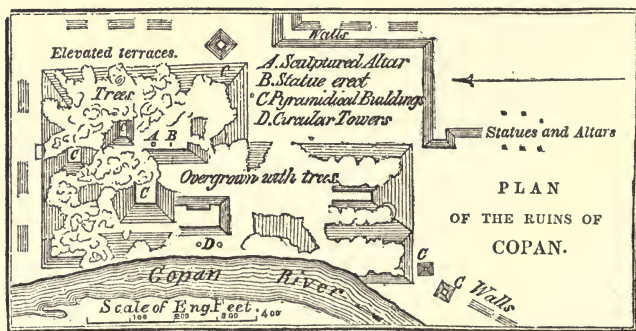 Walls
Elevated terraces.
A. Sculptured Altar
B. Statue erect
C. Pyramidical Buildings
D. Circular Towers
Trees
C
C
A B
Statues and Altars
C
Overgrown with trees
PLAN
OF THE RUINS OF
COPAN.
D
C
C Walls
Copan River
Scale of Eng. Feet.
100 200 300 400